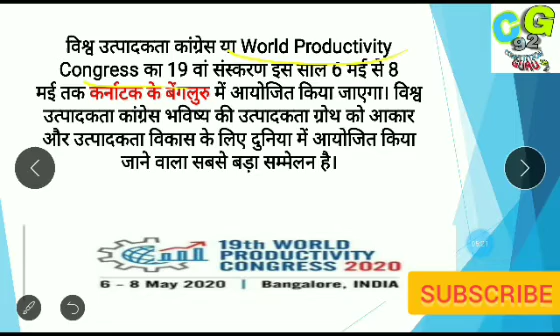 CG
92
GURU
विश्व उत्पादकता कांग्रेस या World Productivity
Congress का 19 वां संस्करण इस साल 6 मई से 8
मई तक कर्नाटक के बेंगलुरु में आयोजित किया जाएगा। विश्व
उत्पादकता कांग्रेस भविष्य की उत्पादकता ग्रोथ को आकार
और उत्पादकता विकास के लिए दुनिया में आयोजित किया
जाने वाला सबसे बड़ा सम्मेलन है।
19th WORLD
PRODUCTIVITY
CONGRESS 2020
6 - 8 May 2020 | Bangalore, INDIA
SUBSCRIBE